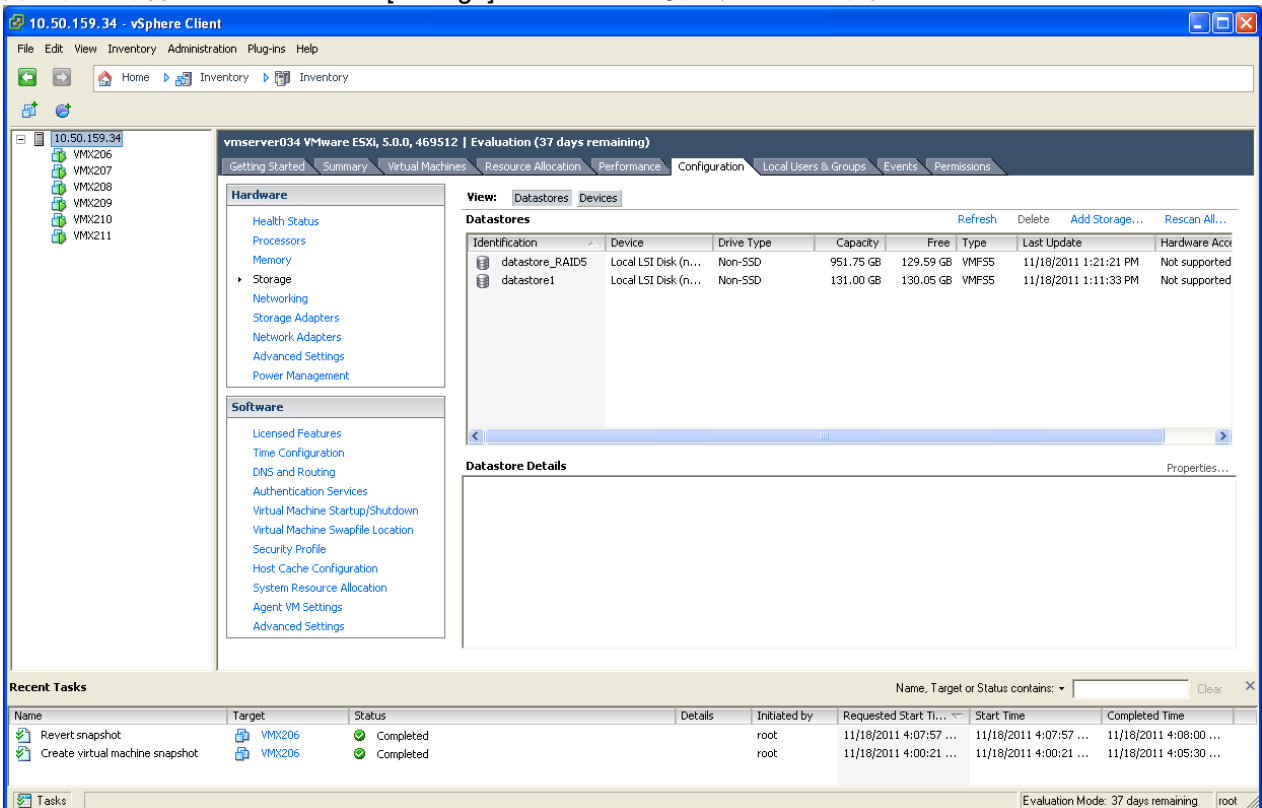 10.50.159.34 - vSphere Client
File Edit View Inventory Administration Plug-ins Help
Home Inventory Inventory
10.50.159.34
VMX206
VMX207
VMX208
VMX209
VMX210
VMX211
vmserver034 VMware ESXi, 5.0.0, 469512 | Evaluation (37 days remaining)
Getting Started Summary Virtual Machines Resource Allocation Performance Configuration Local Users & Groups Events Permissions
Hardware
Health Status
Processors
Memory
Storage
Networking
Storage Adapters
Network Adapters
Advanced Settings
Power Management
Software
Licensed Features
Time Configuration
DNS and Routing
Authentication Services
Virtual Machine Startup/Shutdown
Virtual Machine Swapfile Location
Security Profile
Host Cache Configuration
System Resource Allocation
Agent VM Settings
Advanced Settings
View: Datastores Devices
Datastores Refresh Delete Add Storage... Rescan All...
Identification Device Drive Type Capacity Free Type Last Update Hardware Acce
datastore_RAID5 Local LSI Disk (n... Non-SSD 951.75 GB 129.59 GB VMFS5 11/18/2011 1:21:21 PM Not supported
datastore1 Local LSI Disk (n... Non-SSD 131.00 GB 130.05 GB VMFS5 11/18/2011 1:11:33 PM Not supported
Datastore Details Properties...
Recent Tasks Name, Target or Status contains: Clear
Name Target Status Details Initiated by Requested Start Ti... Start Time Completed Time
Revert snapshot VMX206 Completed root 11/18/2011 4:07:57 ... 11/18/2011 4:07:57 ... 11/18/2011 4:08:00 ...
Create virtual machine snapshot VMX206 Completed root 11/18/2011 4:00:21 ... 11/18/2011 4:00:21 ... 11/18/2011 4:05:30 ...
Tasks Evaluation Mode: 37 days remaining root